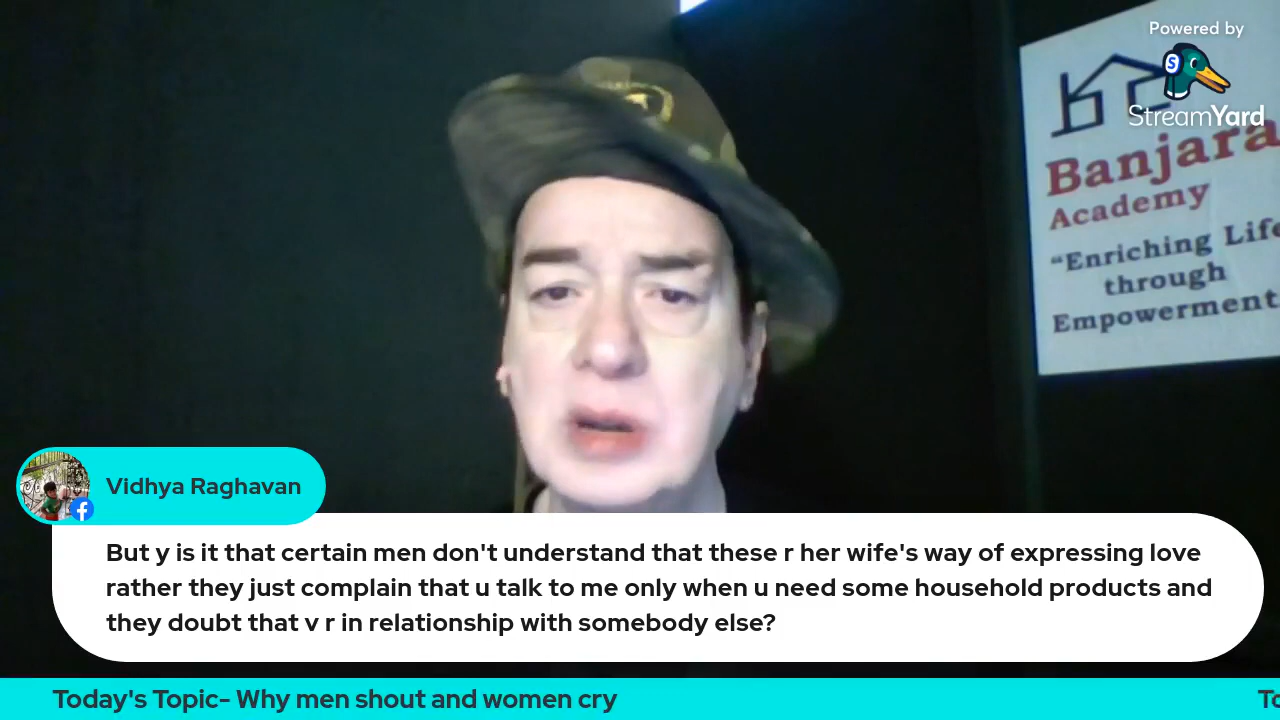 Powered by
StreamYard
Banjara
Academy
“Enriching Life
through
Empowerment
Vidhya Raghavan
But y is it that certain men don't understand that these r her wife's way of expressing love
rather they just complain that u talk to me only when u need some household products and
they doubt that v r in relationship with somebody else?
Today's Topic- Why men shout and women cry
To